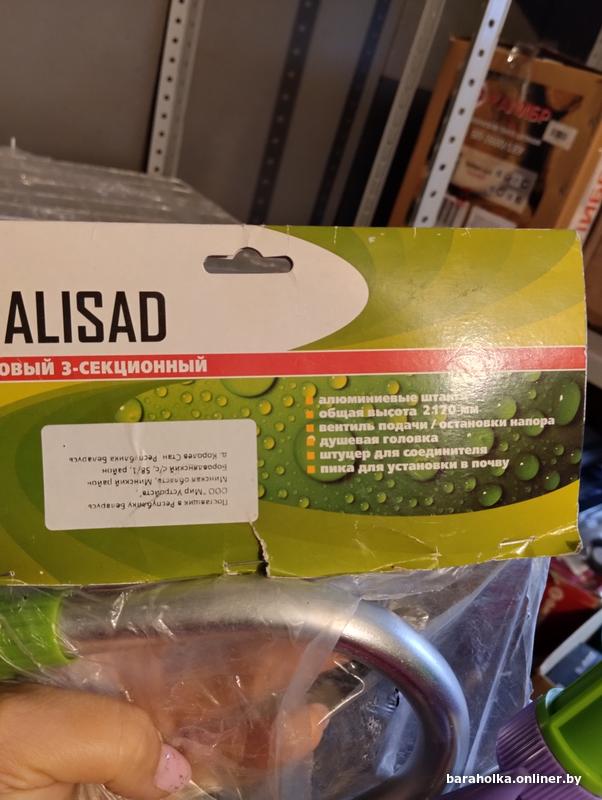 ALISAD
ОВЫЙ 3-СЕКЦИОННЫЙ
алюминиевые штан
общая высота 2120 мм
вентиль подачи / остановки напора
душевая головка
штуцер для соединителя
пика для установки в почву
Поставщик в Республику Беларусь
ООО "Мир Устройств",
Минская область, Минский район
Боровлянский с/с, 58/1, район
д. Королев Стан Республика Беларусь
baraholka.onliner.by